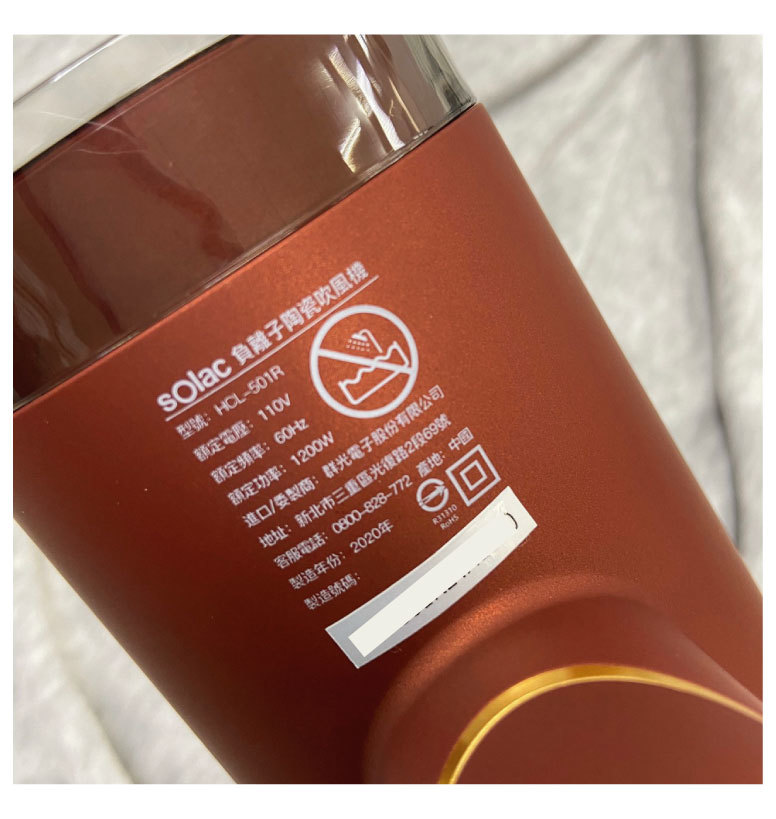 sOlac 負離子陶瓷吹風機
型號：HCL-501R
額定電壓：110V
額定頻率：60Hz
額定功率：1200W
進口/委製商：群光電子股份有限公司
地址：新北市三重區光復路2段69號
客服電話：0800-828-772 產地：中國
製造年份：2020年
製造號碼：
R31310
RoHS